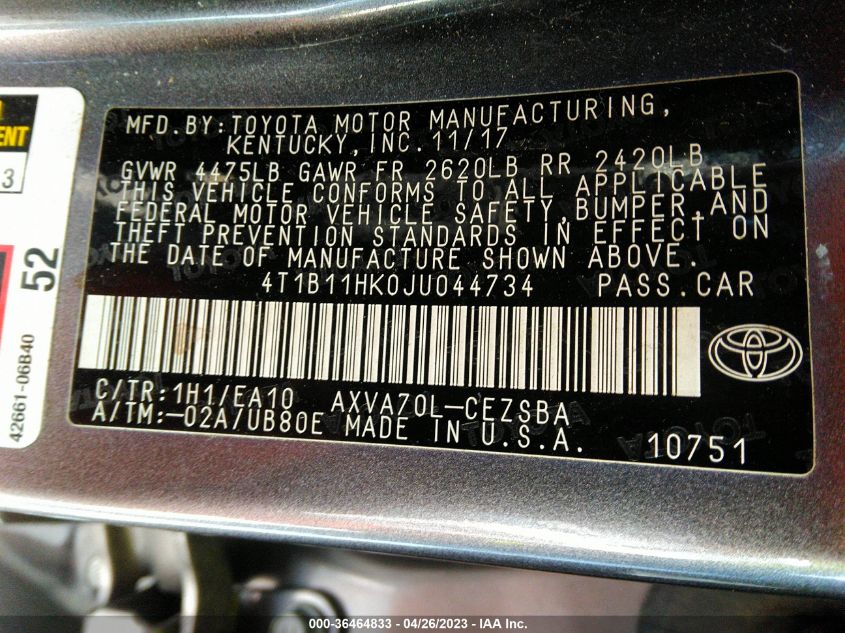 MFD.BY:TOYOTA MOTOR MANUFACTURING,
KENTUCKY,INC.11/17
GVWR 4475LB GAWR FR 2620LB RR 2420LB
THIS VEHICLE CONFORMS TO ALL APPLICABLE
FEDERAL MOTOR VEHICLE SAFETY,BUMPER,AND
THEFT PREVENTION STANDARDS IN EFFECT ON
THE DATE OF MANUFACTURE SHOWN ABOVE.
4T1B11HK0JU044734 PASS.CAR
C/TR:1H1/EA10 AXVA70L-CEZSBA
A/TM:-02A/UB80E MADE IN U.S.A.
10751
3
52
42661-06B40
000-36464833 - 04/26/2023 - IAA Inc.